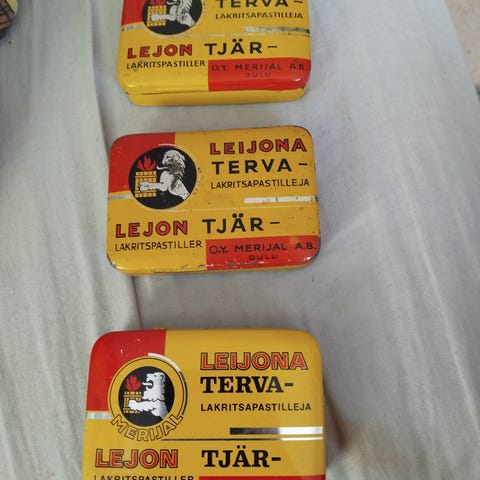 TERVA-
LAKRITSAPASTILLEJA
LEJON TJÄR-
LAKRITSPASTILLER O.Y. MERIJAL A.B.
OULU
LEIJONA
TERVA-
LAKRITSAPASTILLEJA
LEJON TJÄR-
LAKRITSPASTILLER O.Y. MERIJAL A.B.
OULU
LEIJONA
TERVA-
LAKRITSAPASTILLEJA
MERIJAL
LEJON TJÄR-
LAKRITSPASTILLER